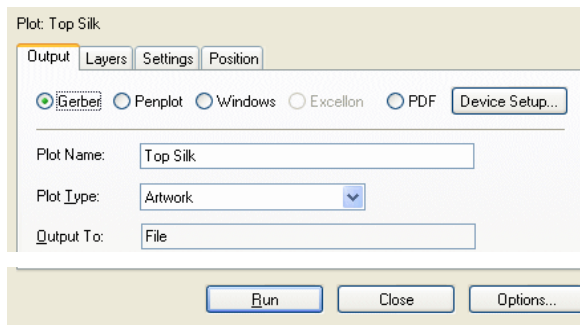 Plot: Top Silk
Output Layers Settings Position
Gerber Penplot Windows Excellon PDF Device Setup...
Plot Name: Top Silk
Plot Type: Artwork
Output To: File
Run Close Options...